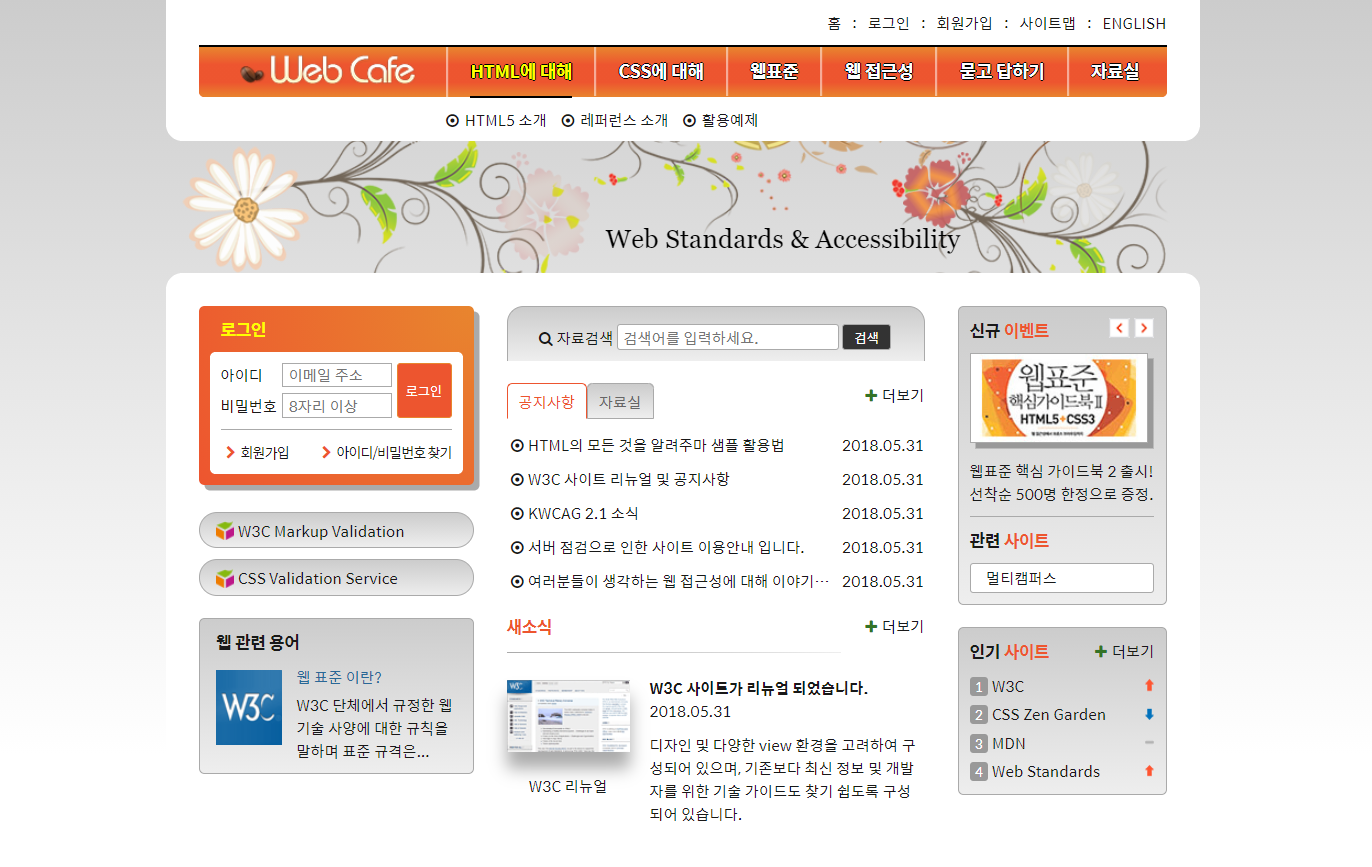 홈 : 로그인 : 회원가입 : 사이트맵 : ENGLISH
Web Cafe HTML에 대해 CSS에 대해 웹표준 웹 접근성 묻고 답하기 자료실
HTML5 소개 레퍼런스 소개 활용예제
Web Standards & Accessibility
로그인
아이디 이메일 주소
비밀번호 8자리 이상
로그인
회원가입 아이디/비밀번호 찾기
W3C Markup Validation
CSS Validation Service
웹 관련 용어
W3C
웹 표준 이란?
W3C 단체에서 규정한 웹
기술 사양에 대한 규칙을
말하며 표준 규격은...
자료검색 검색어를 입력하세요. 검색
공지사항 자료실 더보기
HTML의 모든 것을 알려주마 샘플 활용법 2018.05.31
W3C 사이트 리뉴얼 및 공지사항 2018.05.31
KWCAG 2.1 소식 2018.05.31
서버 점검으로 인한 사이트 이용안내 입니다. 2018.05.31
여러분들이 생각하는 웹 접근성에 대해 이야기… 2018.05.31
새소식 더보기
W3C
W3C 리뉴얼
W3C 사이트가 리뉴얼 되었습니다.
2018.05.31
디자인 및 다양한 view 환경을 고려하여 구
성되어 있으며, 기존보다 최신 정보 및 개발
자를 위한 기술 가이드도 찾기 쉽도록 구성
되어 있습니다.
신규 이벤트
웹표준
핵심가이드북II
HTML5+CSS3
웹표준 핵심 가이드북 2 출시!
선착순 500명 한정으로 증정.
관련 사이트
멀티캠퍼스
인기 사이트 더보기
1 W3C
2 CSS Zen Garden
3 MDN
4 Web Standards